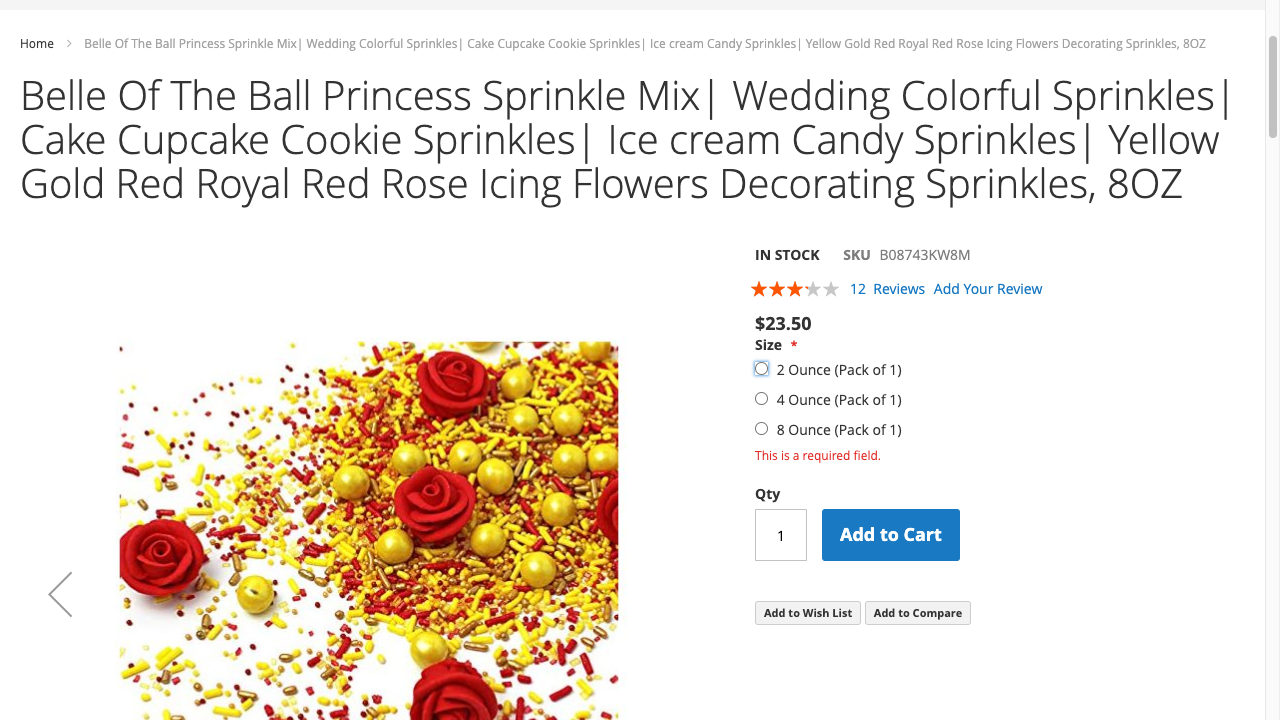 Home > Belle Of The Ball Princess Sprinkle Mix| Wedding Colorful Sprinkles| Cake Cupcake Cookie Sprinkles| Ice cream Candy Sprinkles| Yellow Gold Red Royal Red Rose Icing Flowers Decorating Sprinkles, 8OZ
Belle Of The Ball Princess Sprinkle Mix| Wedding Colorful Sprinkles|
Cake Cupcake Cookie Sprinkles| Ice cream Candy Sprinkles| Yellow
Gold Red Royal Red Rose Icing Flowers Decorating Sprinkles, 8OZ
IN STOCK SKU B08743KW8M
12 Reviews Add Your Review
$23.50
Size *
2 Ounce (Pack of 1)
4 Ounce (Pack of 1)
8 Ounce (Pack of 1)
This is a required field.
Qty
1 Add to Cart
Add to Wish List Add to Compare